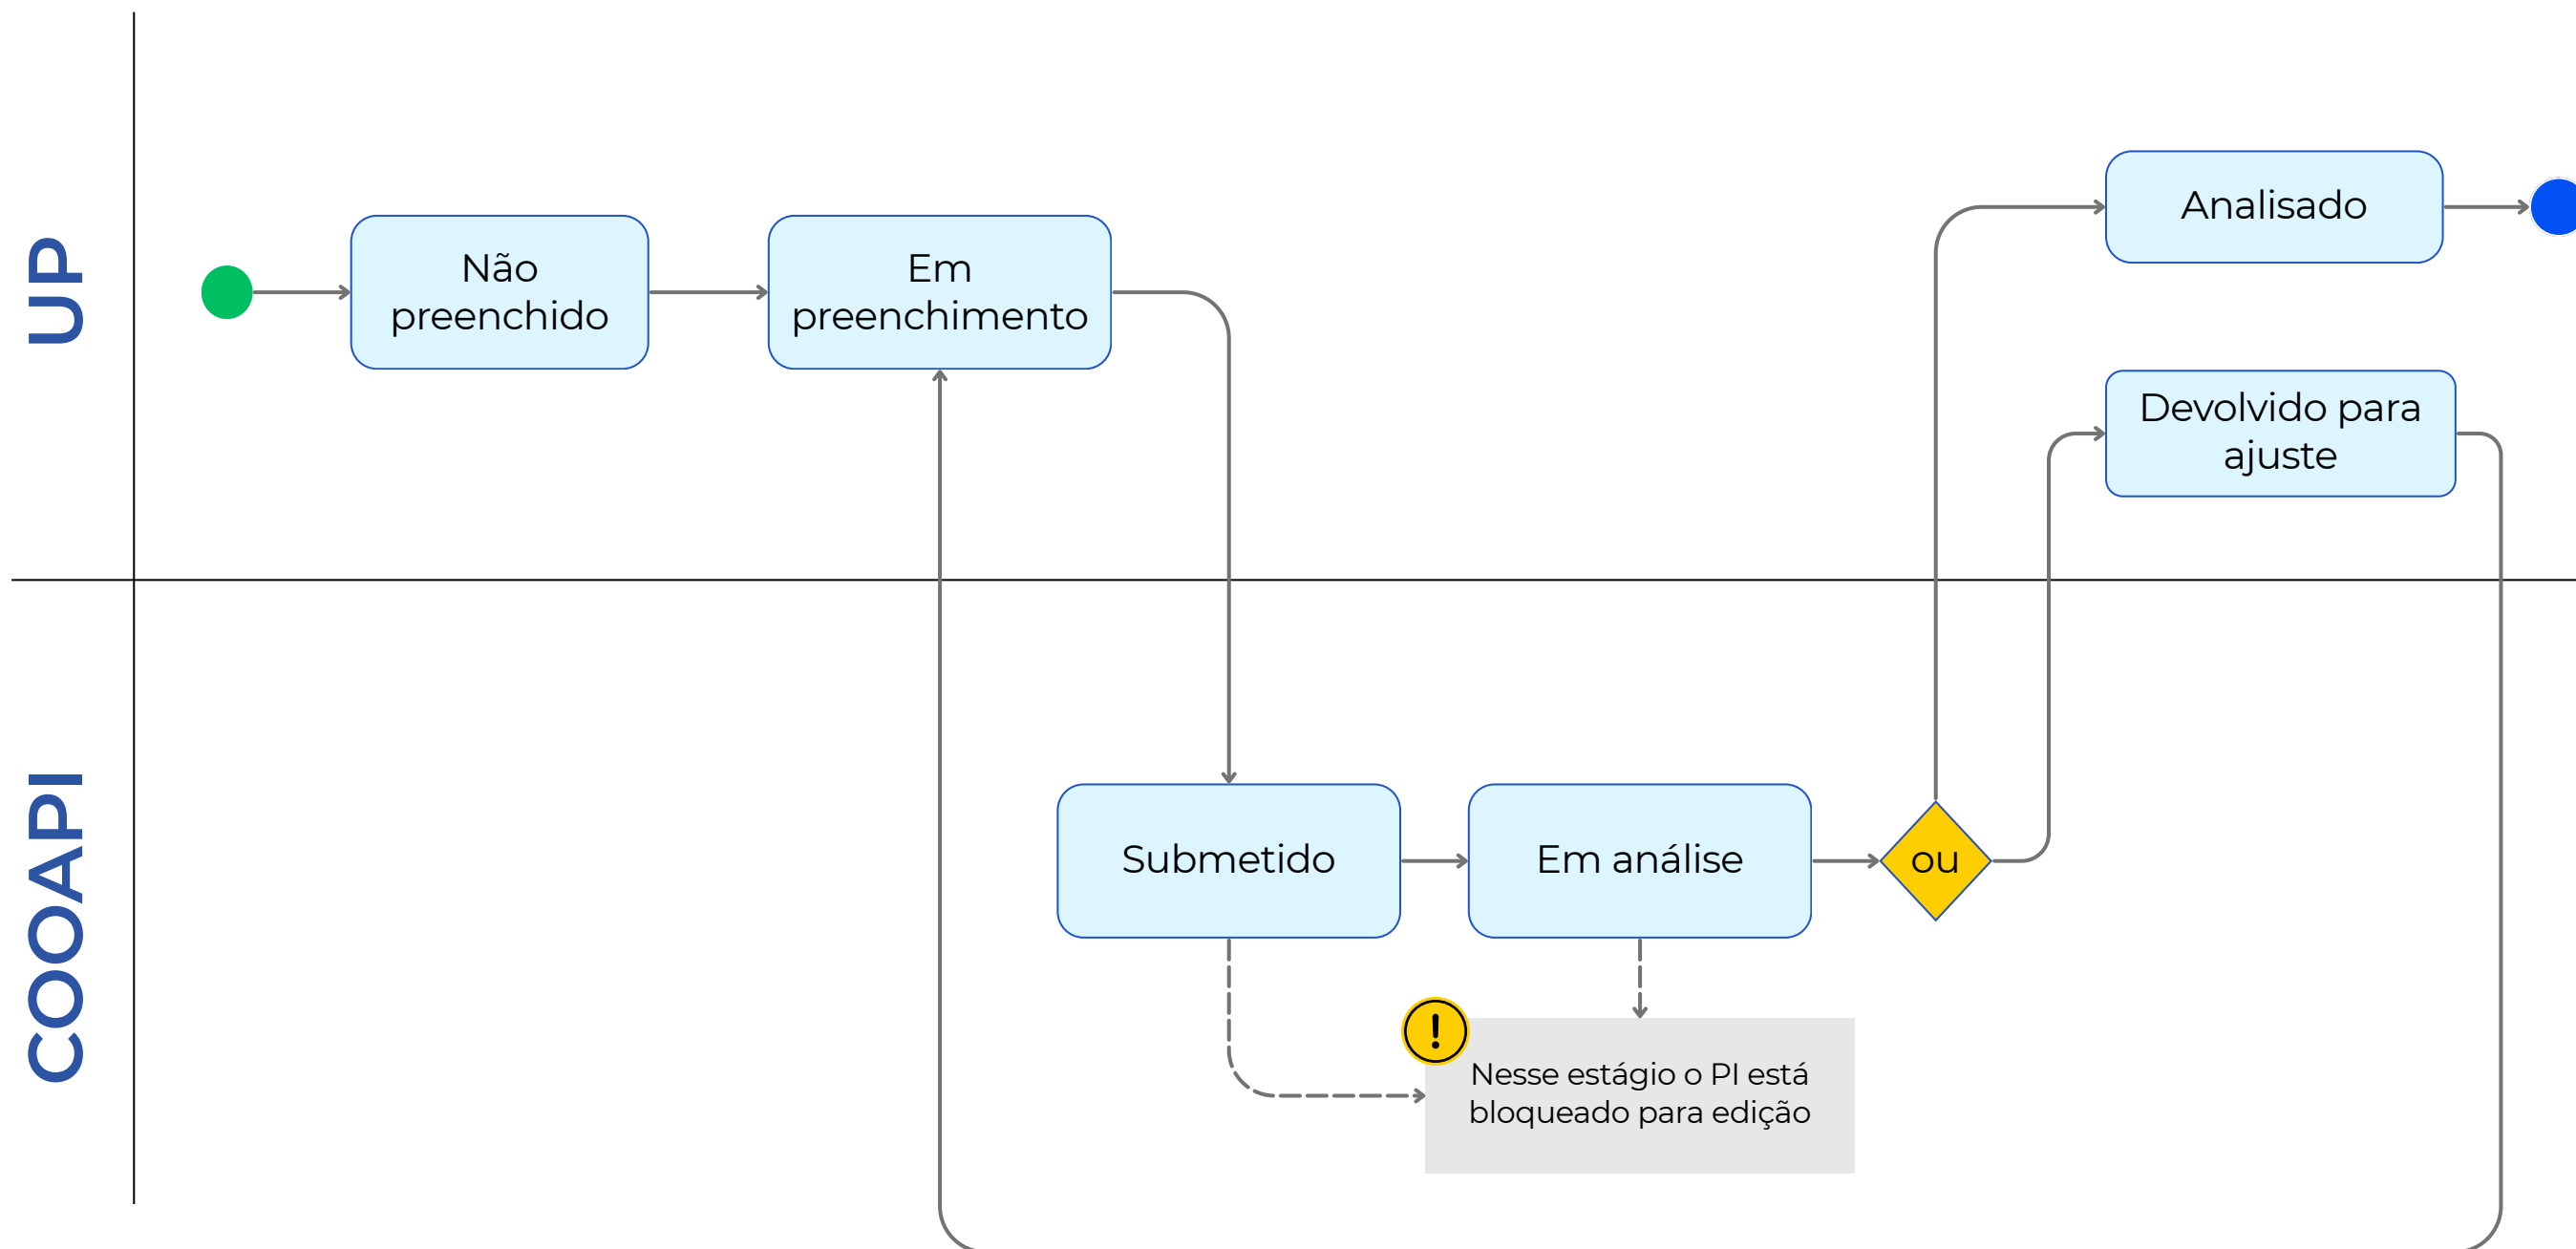 UP
Não
preenchido
Em
preenchimento
Analisado
Devolvido para
ajuste
COOAPI
Submetido
Em análise
ou
!
Nesse estágio o PI está
bloqueado para edição